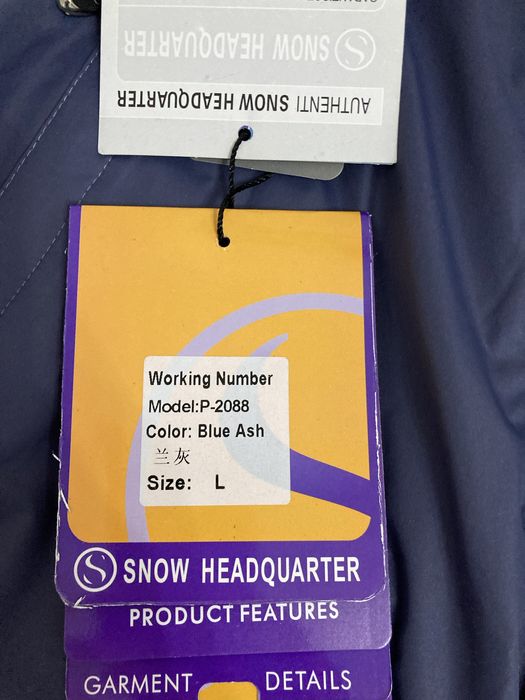 SNOW HEADQUARTER
AUTHENTI SNOW HEADQUARTER
Working Number
Model:P-2088
Color: Blue Ash
兰灰
Size: L
SNOW HEADQUARTER
PRODUCT FEATURES
GARMENT DETAILS